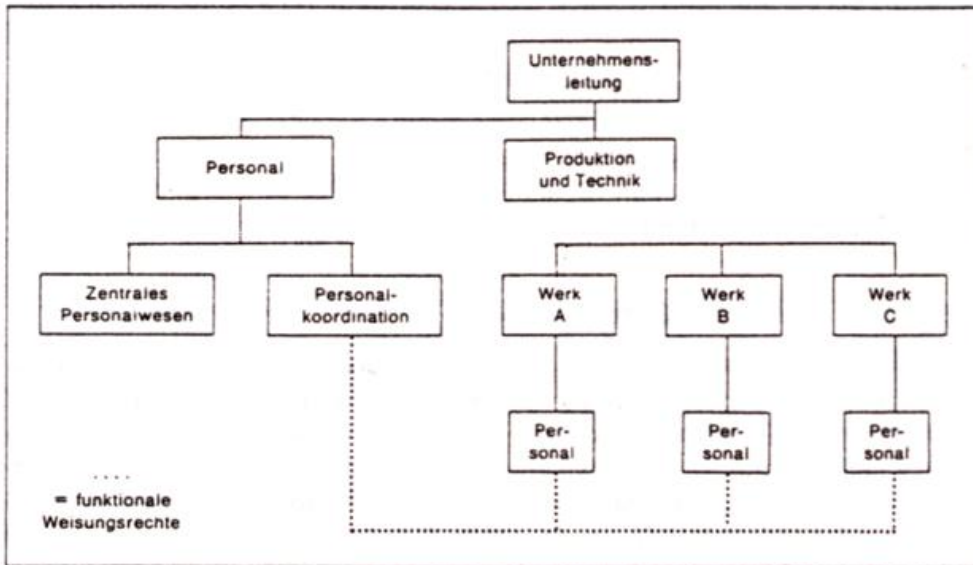 Unternehmens-
leitung
Personal
Produktion
und Technik
Zentrales
Personalwesen
Personal-
koordination
Werk
A
Werk
B
Werk
C
Per-
sonal
Per-
sonal
Per-
sonal
....
= funktionale
Weisungsrechte